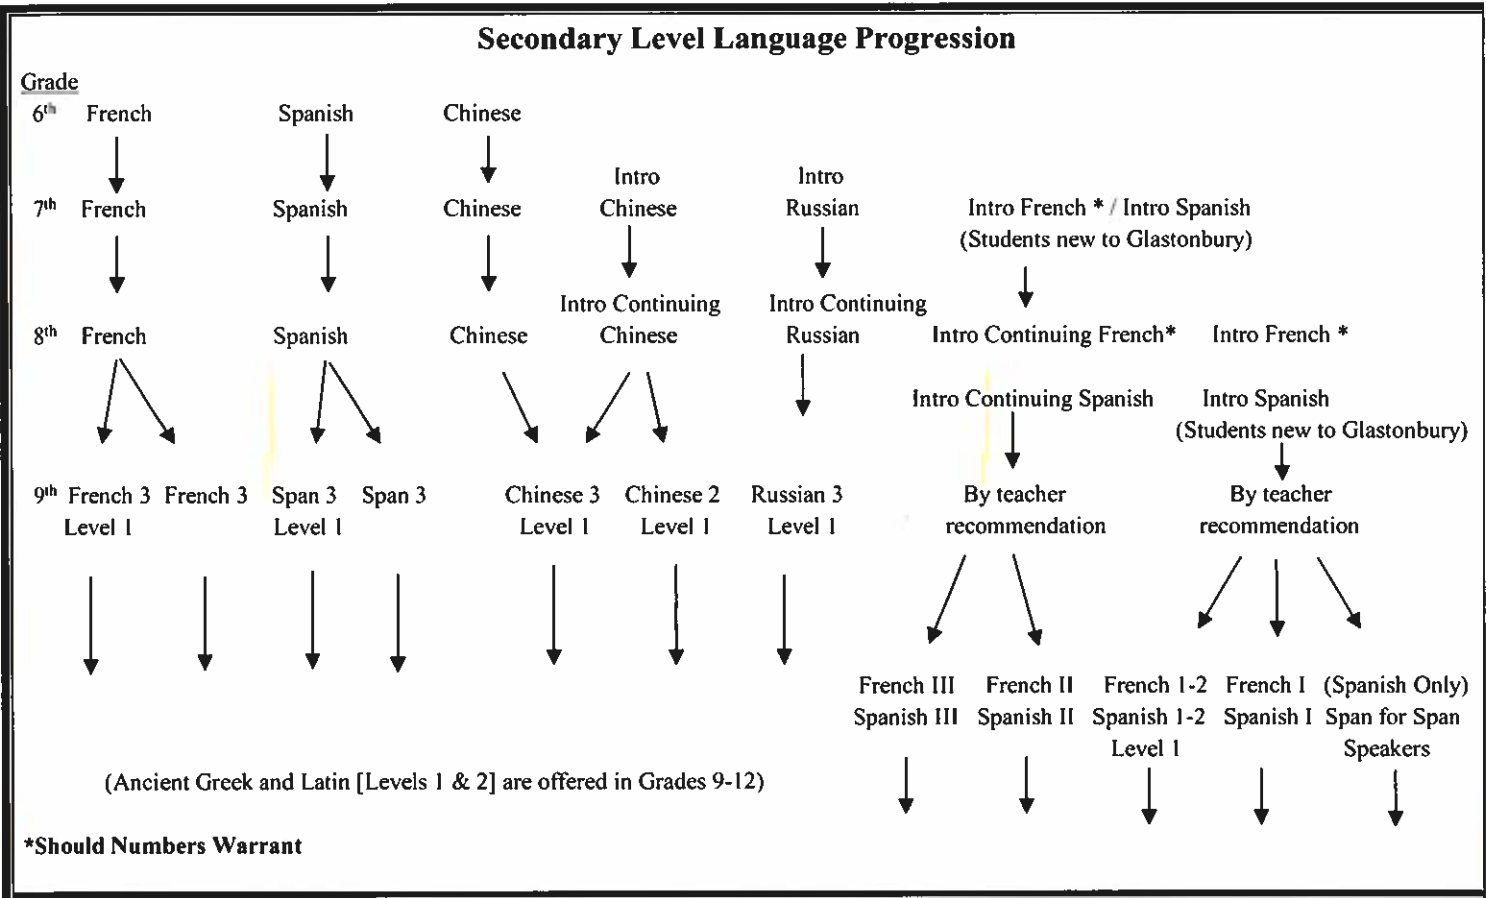 Secondary Level Language Progression
Grade
6th French Spanish Chinese
Intro Intro
7th French Spanish Chinese Chinese Russian Intro French * / Intro Spanish
(Students new to Glastonbury)
Intro Continuing Intro Continuing
8th French Spanish Chinese Chinese Russian Intro Continuing French* Intro French *
Intro Continuing Spanish Intro Spanish
(Students new to Glastonbury)
9th French 3 French 3 Span 3 Span 3 Chinese 3 Chinese 2 Russian 3 By teacher By teacher
Level 1 Level 1 Level 1 Level 1 Level 1 recommendation recommendation
French III French II French 1-2 French I (Spanish Only)
Spanish III Spanish II Spanish 1-2 Spanish I Span for Span
Level 1 Speakers
(Ancient Greek and Latin [Levels 1 & 2] are offered in Grades 9-12)
*Should Numbers Warrant